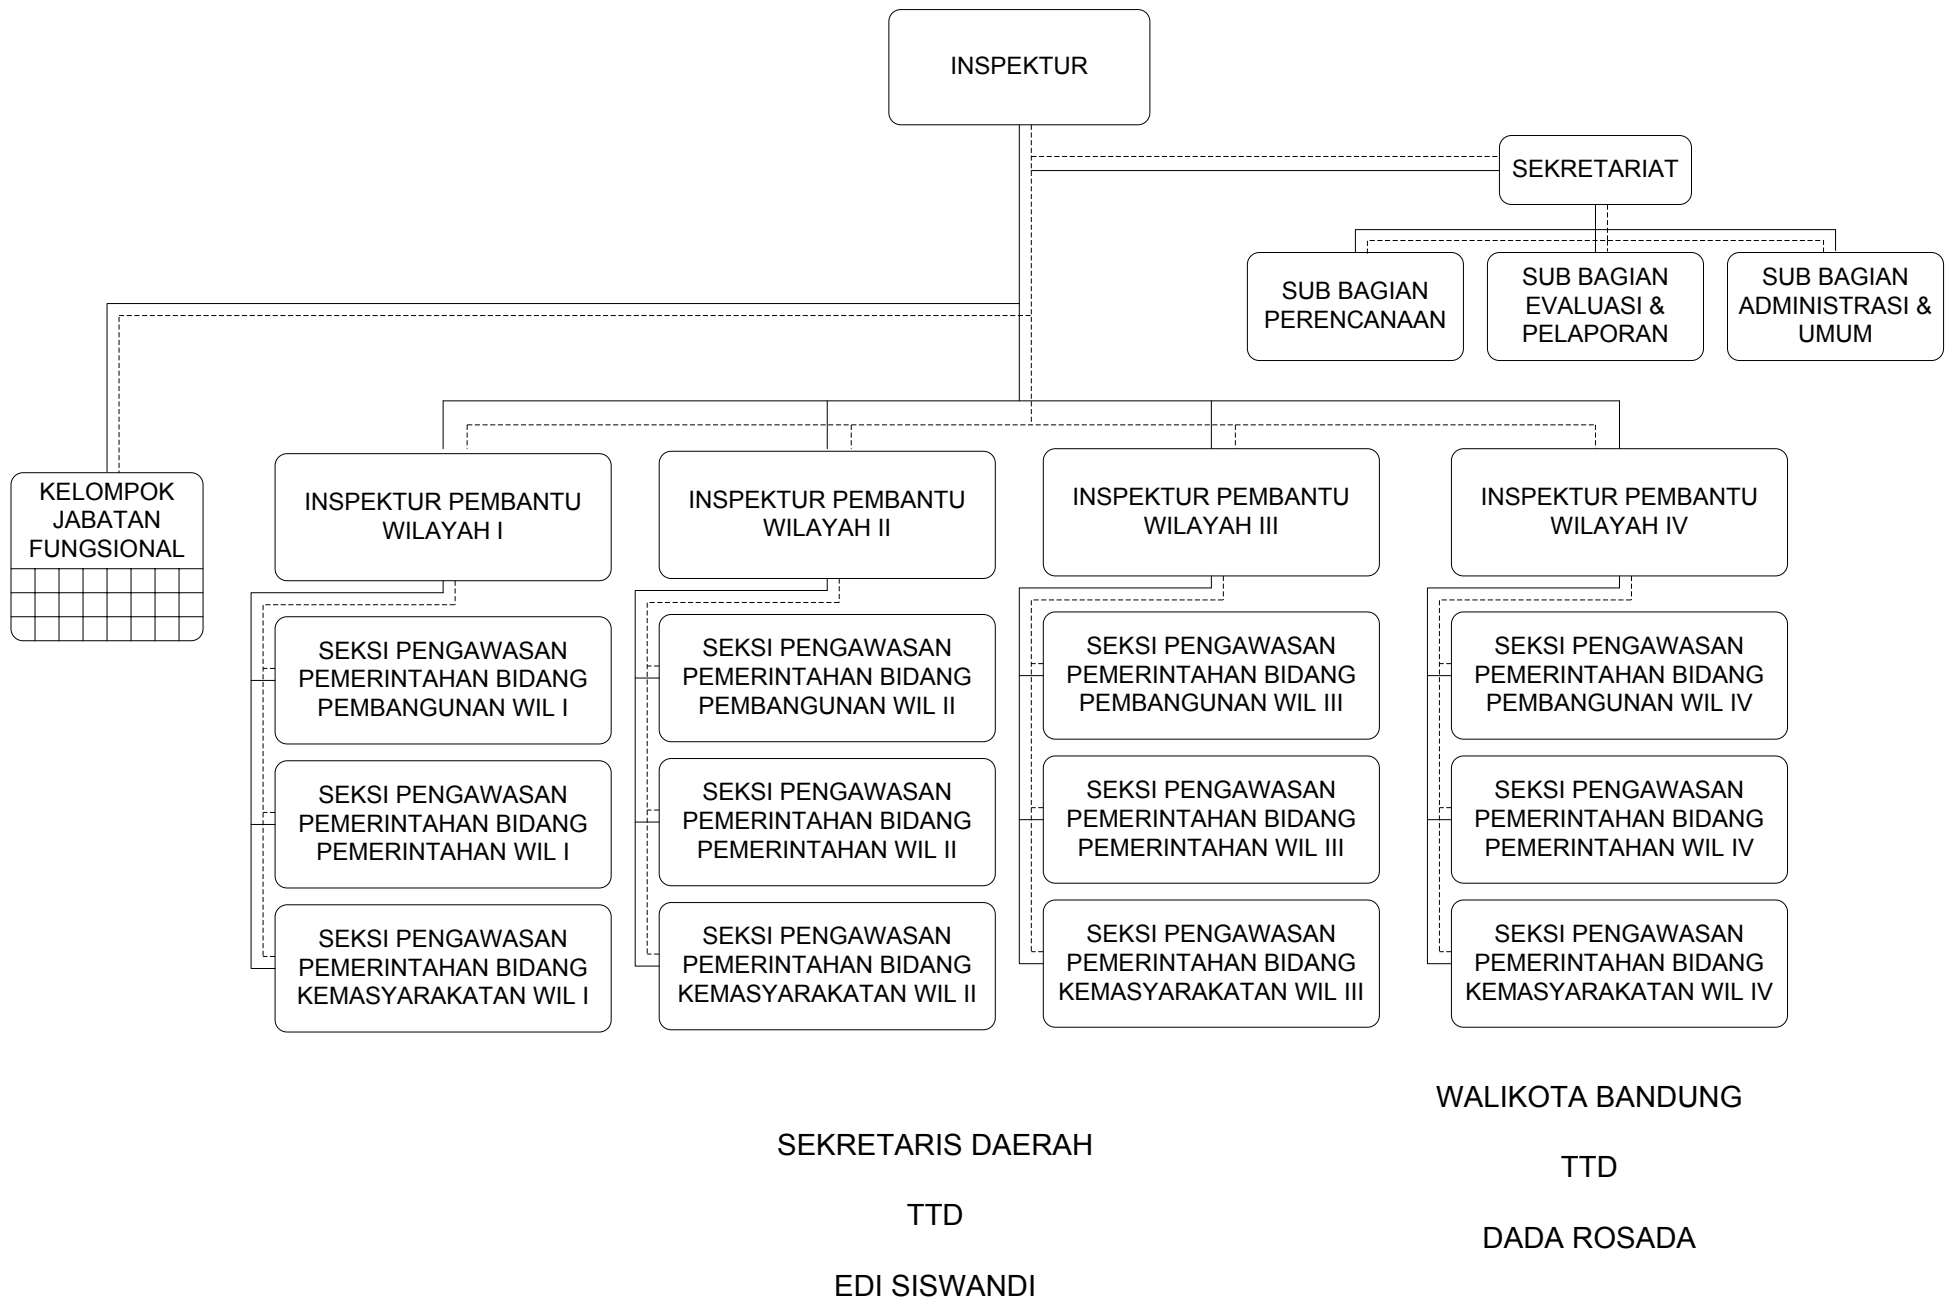 INSPEKTUR
SEKRETARIAT
SUB BAGIAN
PERENCANAAN
SUB BAGIAN
EVALUASI &
PELAPORAN
SUB BAGIAN
ADMINISTRASI &
UMUM
KELOMPOK
JABATAN
FUNGSIONAL
INSPEKTUR PEMBANTU
WILAYAH I
INSPEKTUR PEMBANTU
WILAYAH II
INSPEKTUR PEMBANTU
WILAYAH III
INSPEKTUR PEMBANTU
WILAYAH IV
SEKSI PENGAWASAN
PEMERINTAHAN BIDANG
PEMBANGUNAN WIL I
SEKSI PENGAWASAN
PEMERINTAHAN BIDANG
PEMBANGUNAN WIL II
SEKSI PENGAWASAN
PEMERINTAHAN BIDANG
PEMBANGUNAN WIL III
SEKSI PENGAWASAN
PEMERINTAHAN BIDANG
PEMBANGUNAN WIL IV
SEKSI PENGAWASAN
PEMERINTAHAN BIDANG
PEMERINTAHAN WIL I
SEKSI PENGAWASAN
PEMERINTAHAN BIDANG
PEMERINTAHAN WIL II
SEKSI PENGAWASAN
PEMERINTAHAN BIDANG
PEMERINTAHAN WIL III
SEKSI PENGAWASAN
PEMERINTAHAN BIDANG
PEMERINTAHAN WIL IV
SEKSI PENGAWASAN
PEMERINTAHAN BIDANG
KEMASYARAKATAN WIL I
SEKSI PENGAWASAN
PEMERINTAHAN BIDANG
KEMASYARAKATAN WIL II
SEKSI PENGAWASAN
PEMERINTAHAN BIDANG
KEMASYARAKATAN WIL III
SEKSI PENGAWASAN
PEMERINTAHAN BIDANG
KEMASYARAKATAN WIL IV
SEKRETARIS DAERAH
TTD
EDI SISWANDI
WALIKOTA BANDUNG
TTD
DADA ROSADA